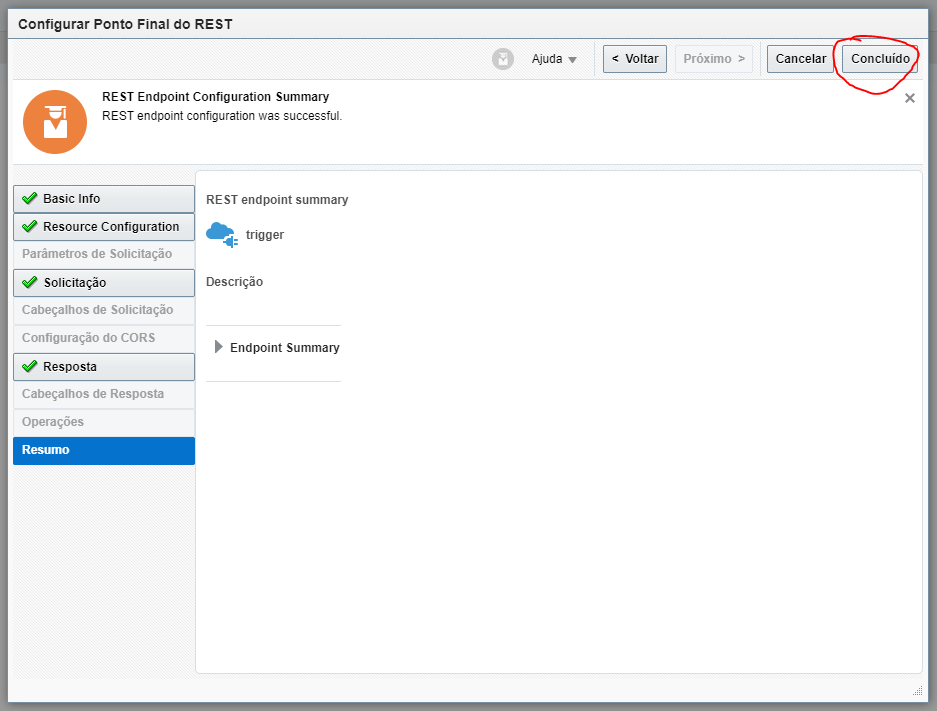 Configurar Ponto Final do REST
Ajuda
< Voltar
Próximo >
Cancelar
Concluído
REST Endpoint Configuration Summary
REST endpoint configuration was successful.
Basic Info
Resource Configuration
Parâmetros de Solicitação
Solicitação
Cabeçalhos de Solicitação
Configuração do CORS
Resposta
Cabeçalhos de Resposta
Operações
Resumo
REST endpoint summary
trigger
Descrição
Endpoint Summary